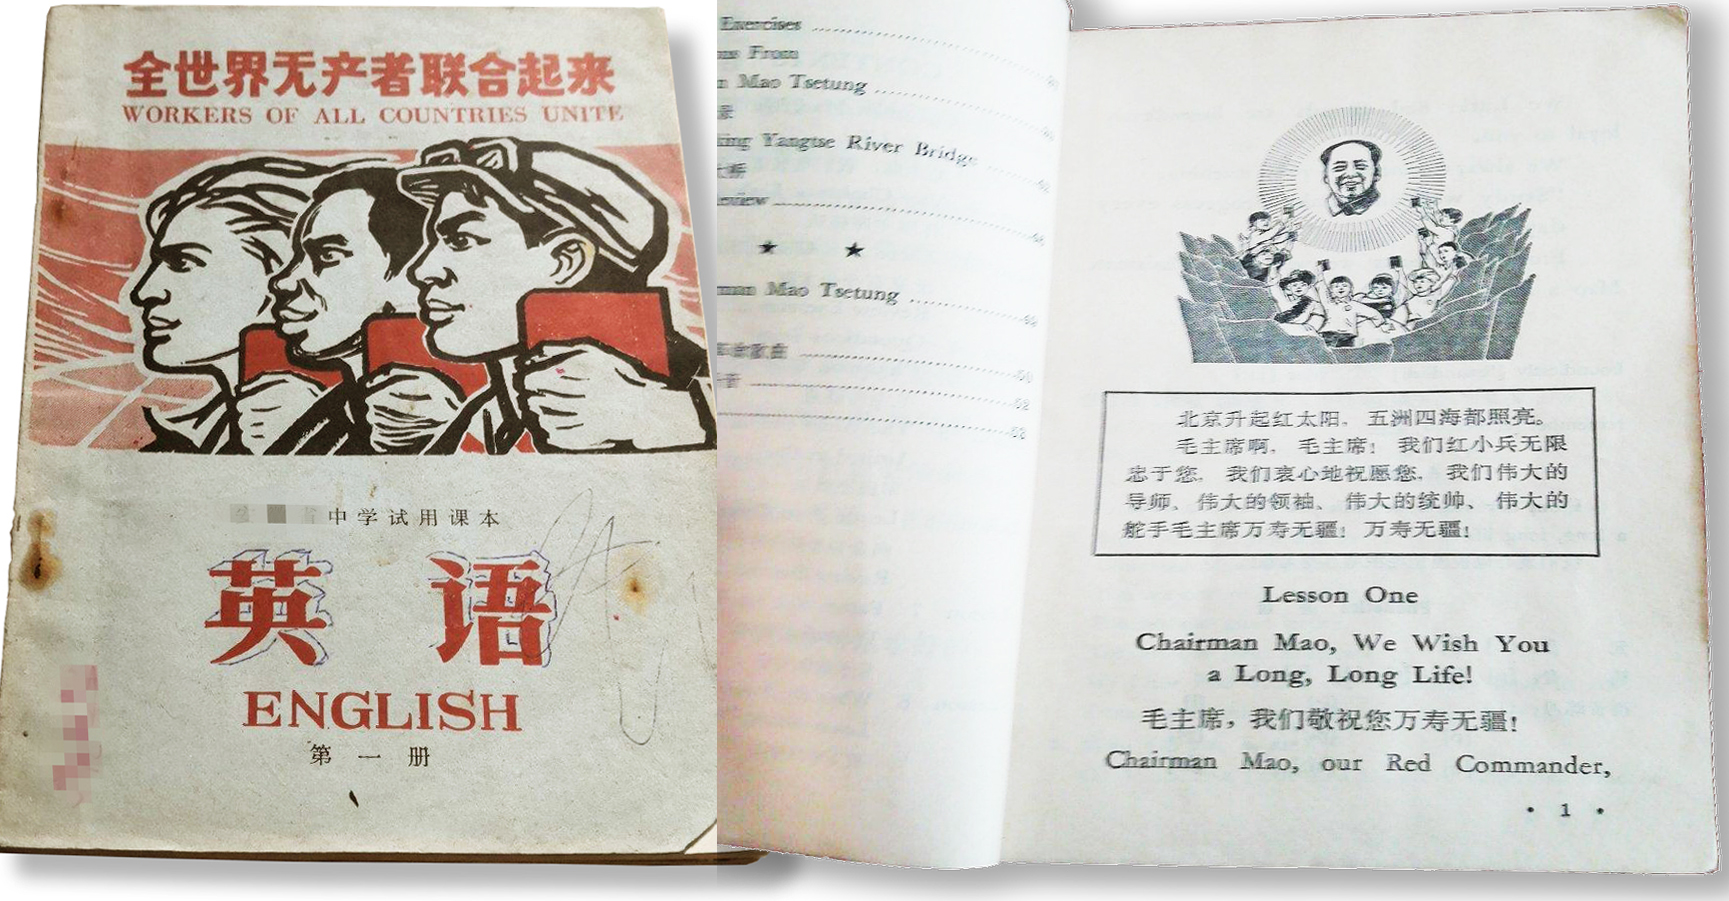 全世界无产者联合起来
WORKERS OF ALL COUNTRIES UNITE
中学试用课本
英语
ENGLISH
第一册
Exercises
From
Mao Tsetung
Yangtse River Bridge
Mao Tsetung
北京升起红太阳，五洲四海都照亮。
毛主席啊，毛主席！我们红小兵无限
忠于您，我们衷心地祝愿您，我们伟大的
导师、伟大的领袖、伟大的统帅、伟大的
舵手毛主席万寿无疆！万寿无疆！
Lesson One
Chairman Mao, We Wish You
a Long, Long Life!
毛主席，我们敬祝您万寿无疆！
Chairman Mao, our Red Commander,
• 1 •